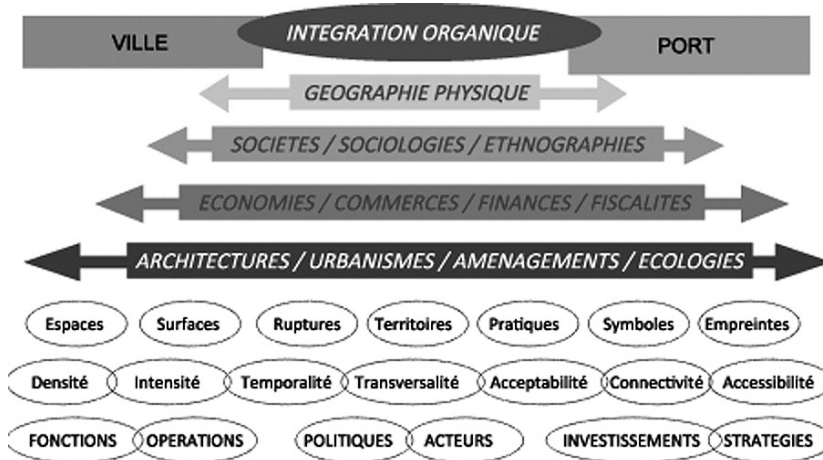 VILLE INTEGRATION ORGANIQUE PORT
GEOGRAPHIE PHYSIQUE
SOCIETES / SOCIOLOGIES / ETHNOGRAPHIES
ECONOMIES / COMMERCES / FINANCES / FISCALITES
ARCHITECTURES / URBANISMES / AMENAGEMENTS / ECOLOGIES
Espaces Surfaces Ruptures Territoires Pratiques Symboles Empreintes
Densité Intensité Temporalité Transversalité Acceptabilité Connectivité Accessibilité
FONCTIONS OPERATIONS POLITIQUES ACTEURS INVESTISSEMENTS STRATEGIES